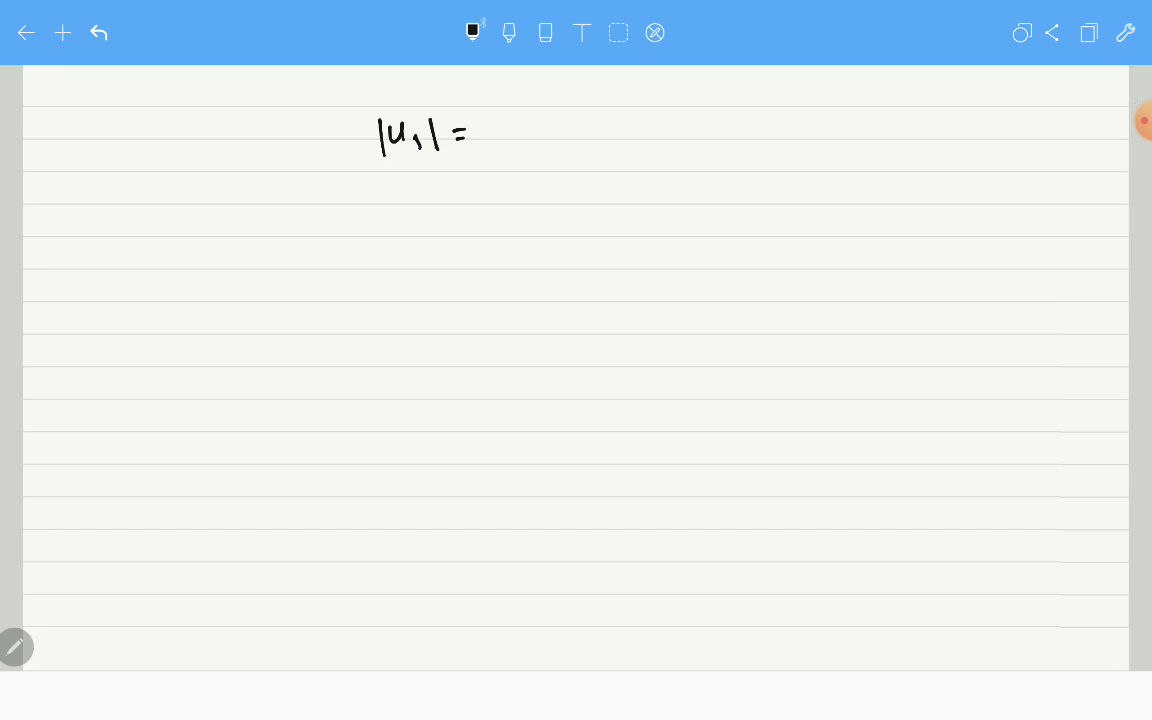 |u₁| =